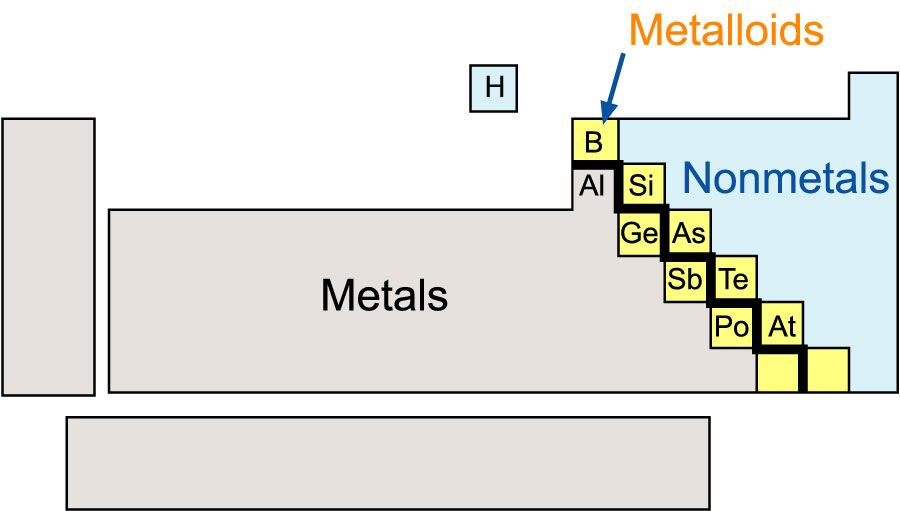 Metalloids
H
B
Al Si
Nonmetals
Ge As
Metals
Sb Te
Po At